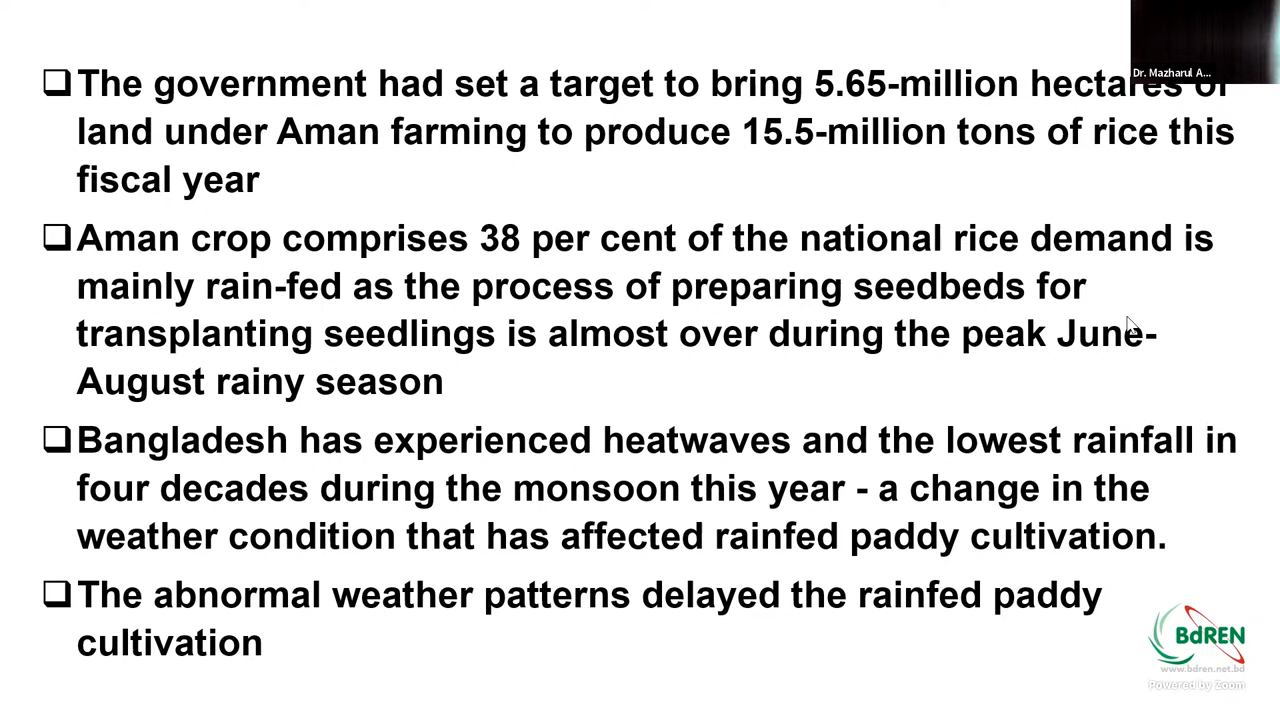 Dr. Mazharul A...
The government had set a target to bring 5.65-million hectares of
land under Aman farming to produce 15.5-million tons of rice this
fiscal year
Aman crop comprises 38 per cent of the national rice demand is
mainly rain-fed as the process of preparing seedbeds for
transplanting seedlings is almost over during the peak June-
August rainy season
Bangladesh has experienced heatwaves and the lowest rainfall in
four decades during the monsoon this year - a change in the
weather condition that has affected rainfed paddy cultivation.
The abnormal weather patterns delayed the rainfed paddy
cultivation
BdREN
www.bdren.net.bd
Powered by Zoom